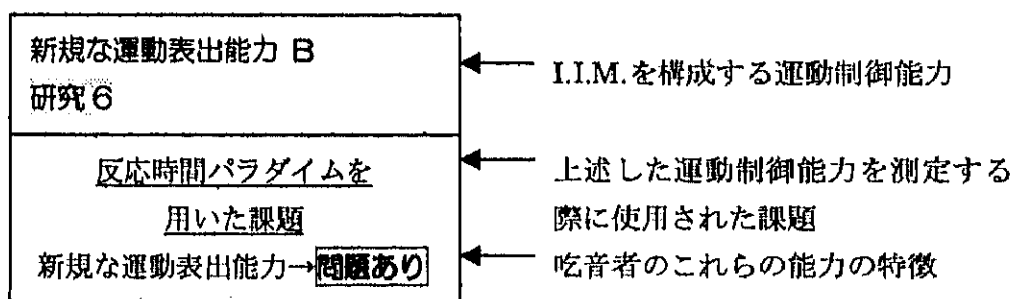 新規な運動表出能力 B
研究6
反応時間パラダイムを
用いた課題
新規な運動表出能力→問題あり
I.I.M.を構成する運動制御能力
上述した運動制御能力を測定する
際に使用された課題
吃音者のこれらの能力の特徴